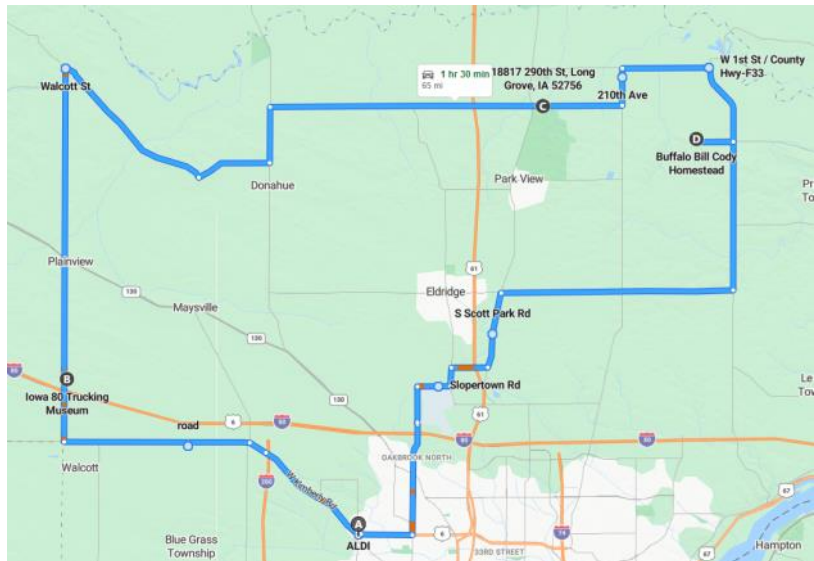 Walcott St
1 hr 30 min
65 mi
18817 290th St, Long
Grove, IA 52756
C
210th Ave
W 1st St / County
Hwy-F33
D
Buffalo Bill Cody
Homestead
Donahue
Park View
Plainview
130
Maysville
130
61
Eldridge
S Scott Park Rd
80
B
Iowa 80 Trucking
Museum
Slopertown Rd
61
road
6
80
80
80
Walcott
OAKBROOK NORTH
280
W Kimberly Rd
A
ALDI
6
Blue Grass
Township
33RD STREET
74
67
67
Hampton